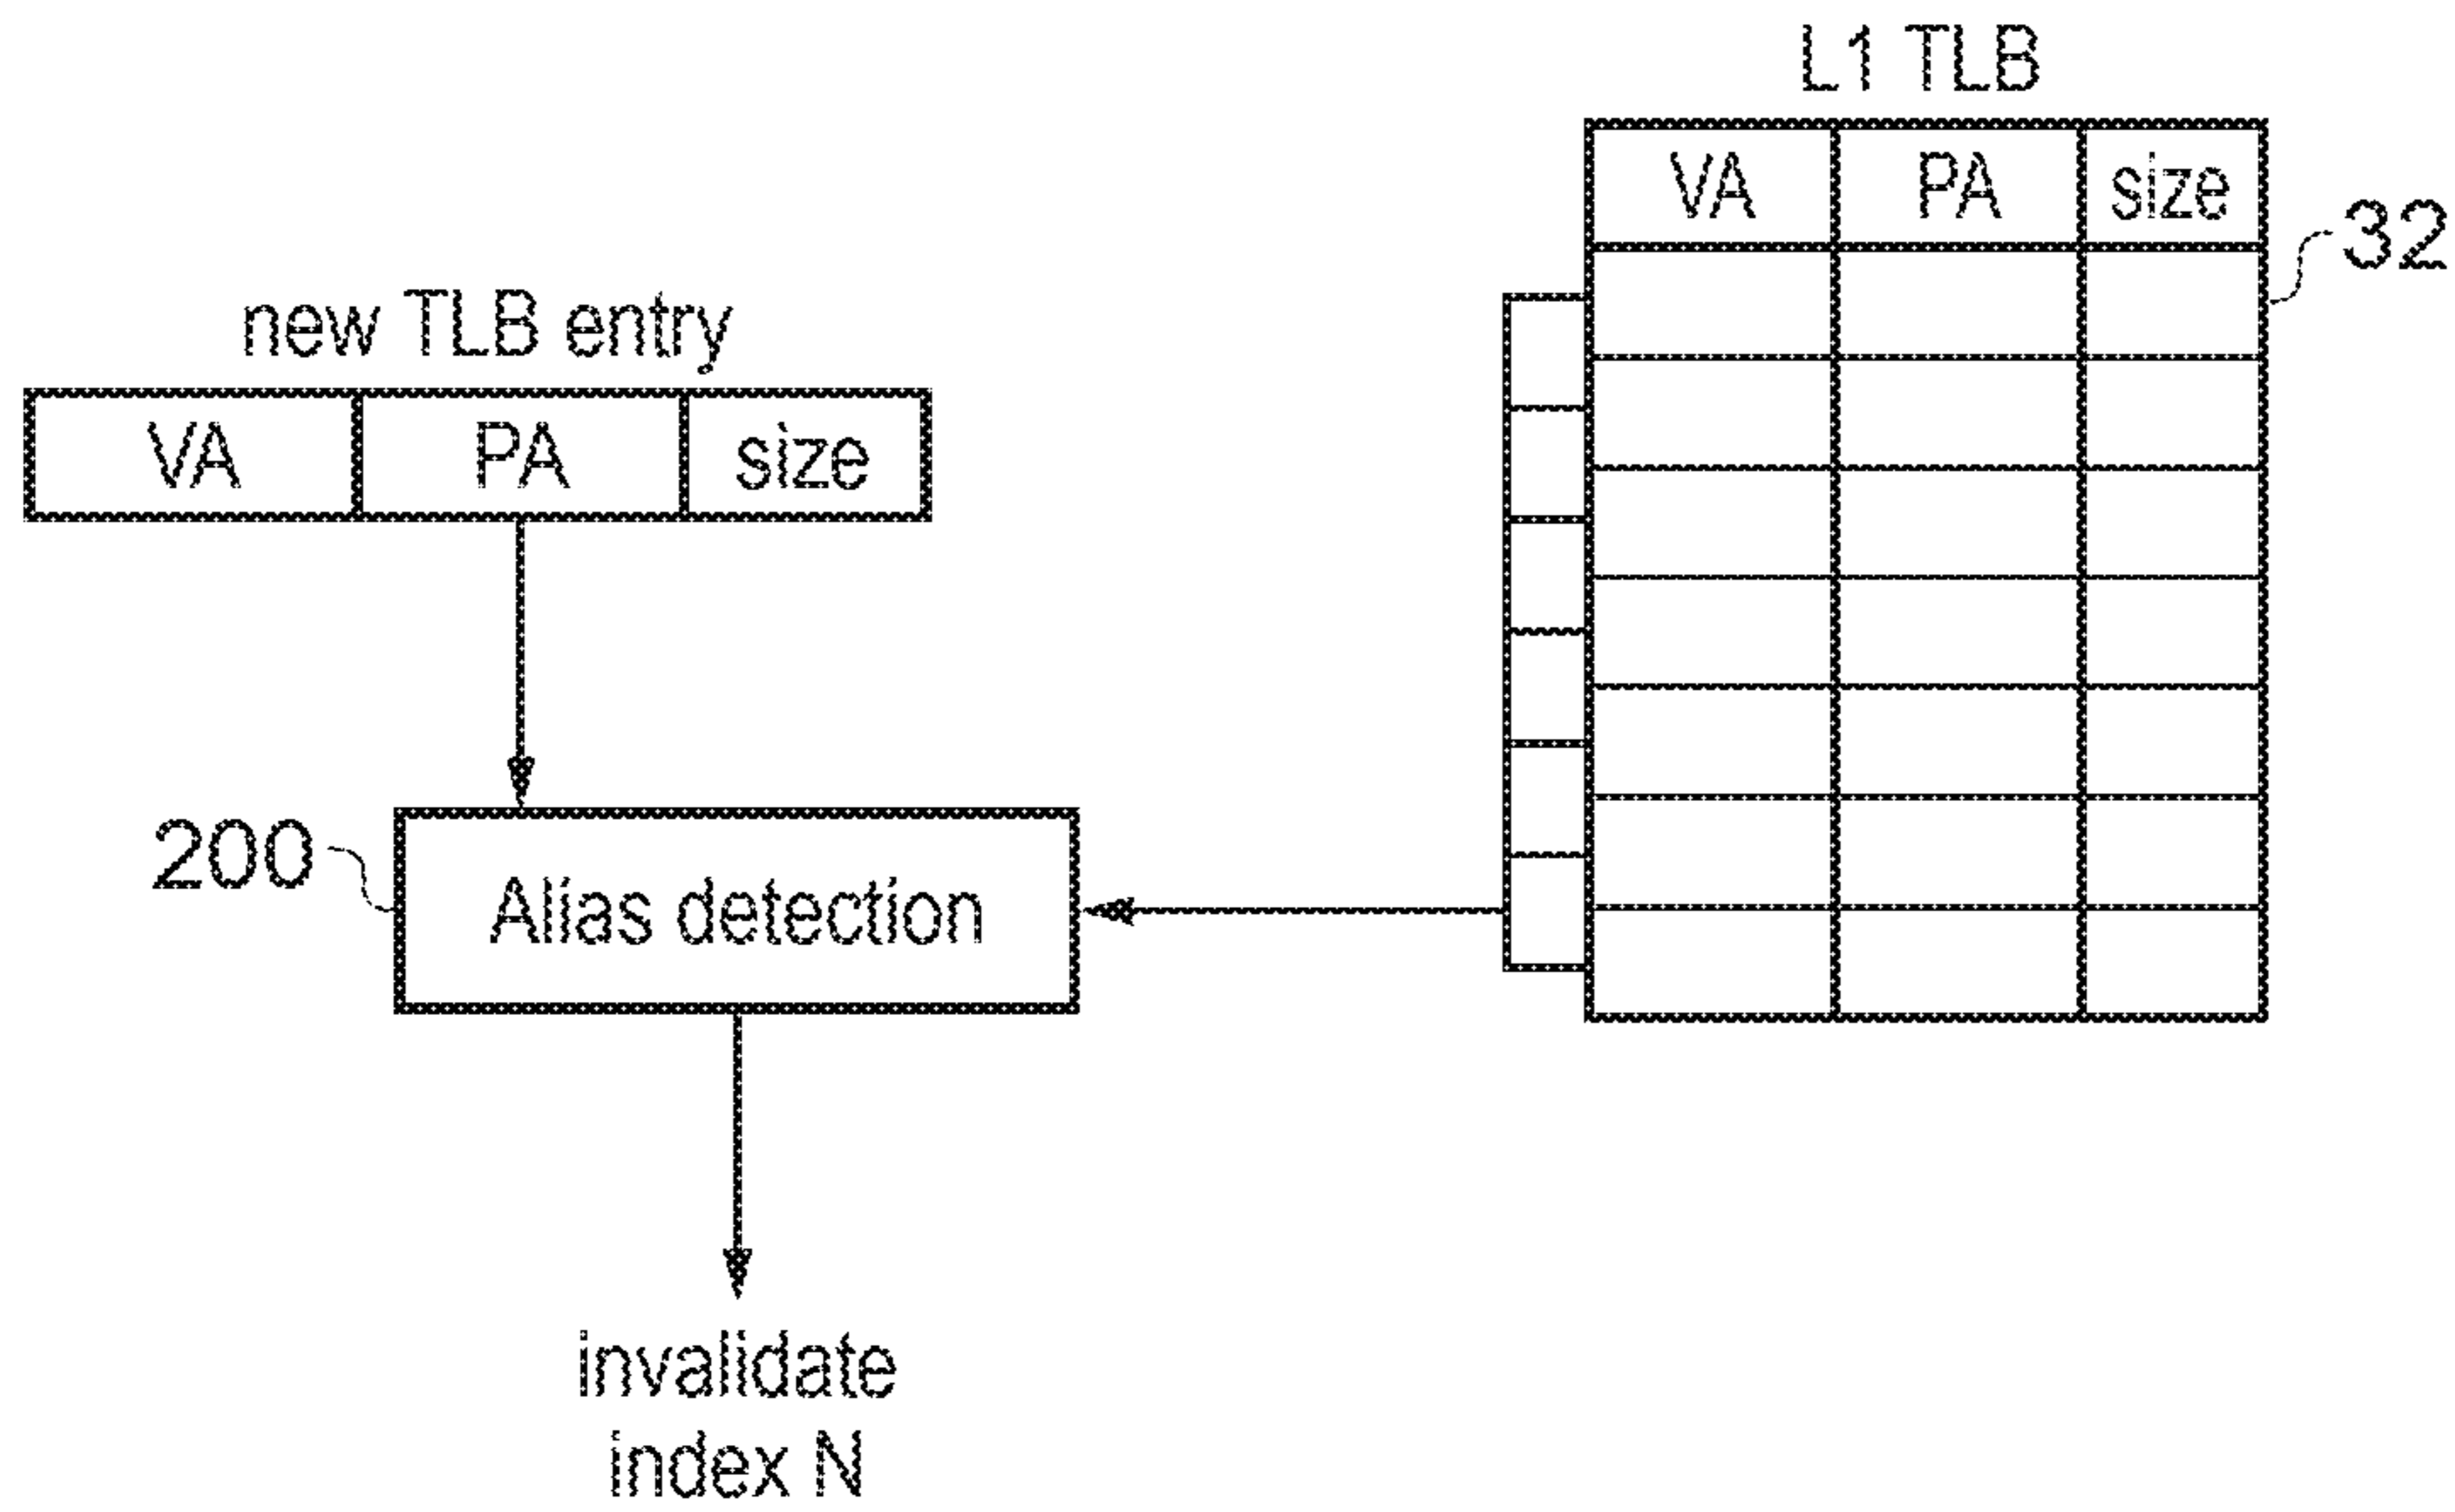 L1 TLB
VA PA size
32
new TLB entry
VA PA size
200
Alias detection
invalidate
index N